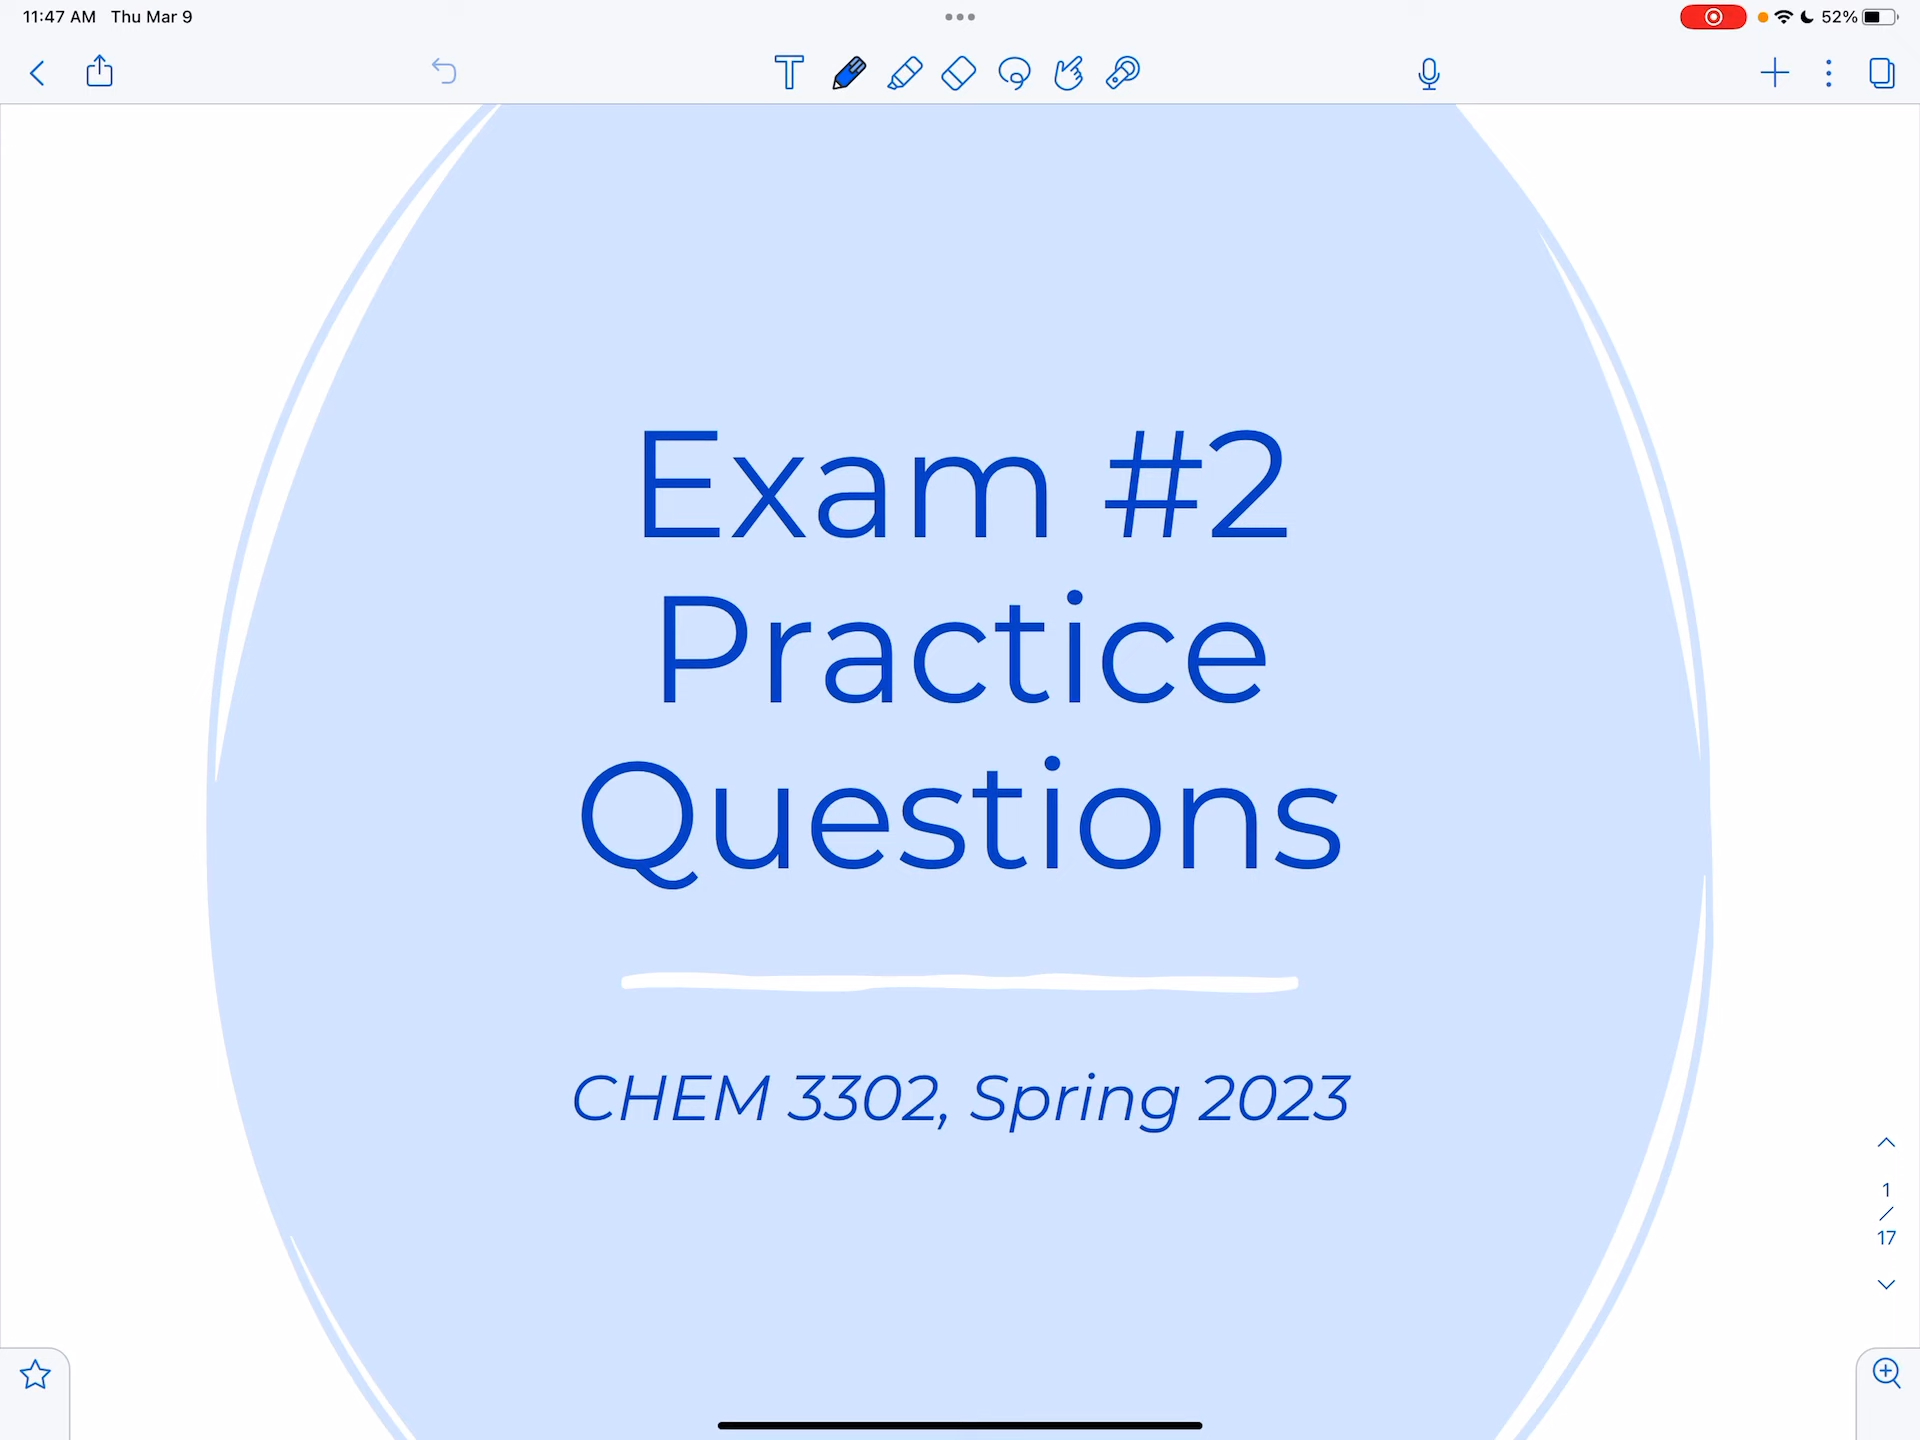 11:47 AM Thu Mar 9
52%
T
Exam #2
Practice
Questions
CHEM 3302, Spring 2023
1
/
17